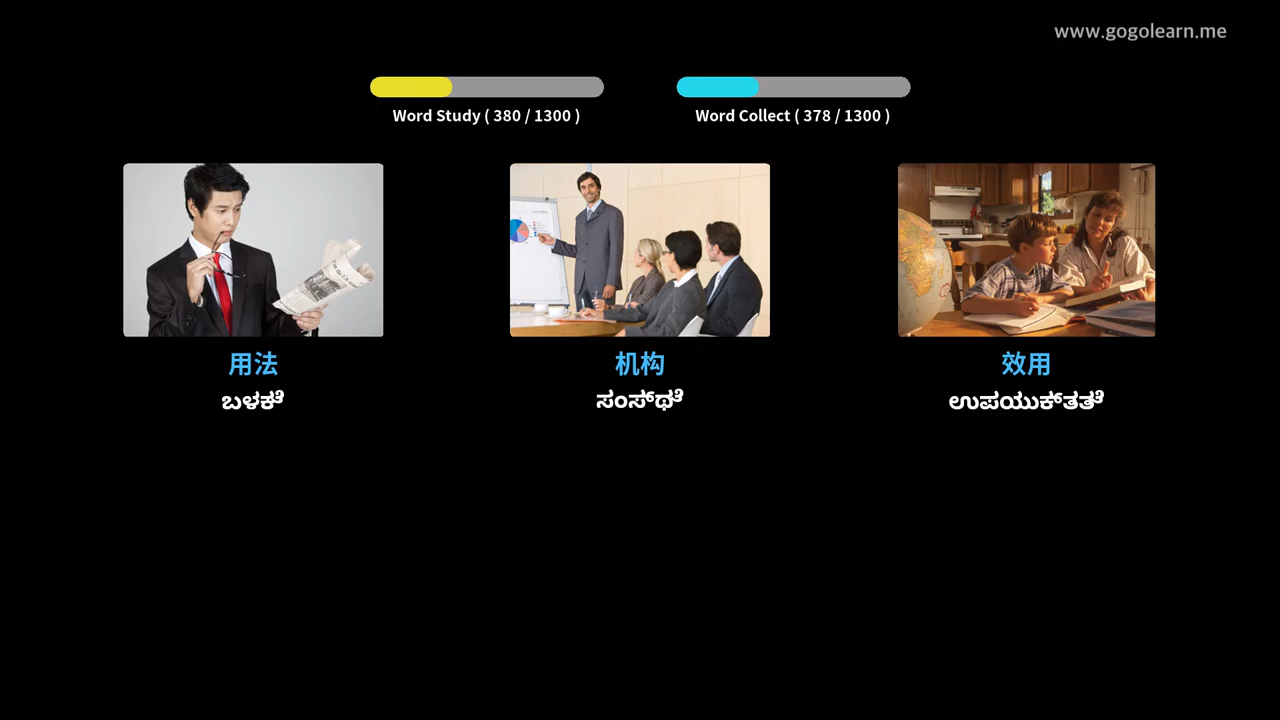 www.gogolearn.me
Word Study ( 380 / 1300 )
Word Collect ( 378 / 1300 )
用法
机构
效用
ಬಳಕೆ
ಸಂಸ್ಥೆ
ಉಪಯುಕ್ತತೆ